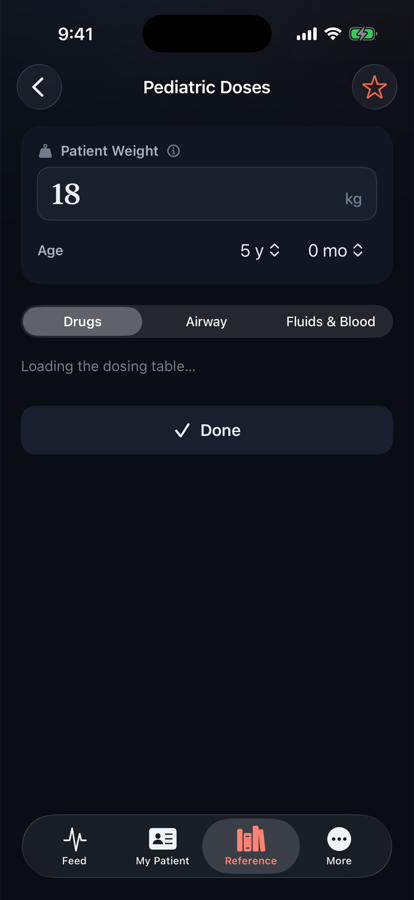 9:41
Pediatric Doses
Patient Weight
18 kg
Age 5 y 0 mo
Drugs Airway Fluids & Blood
Loading the dosing table...
Done
Feed My Patient Reference More